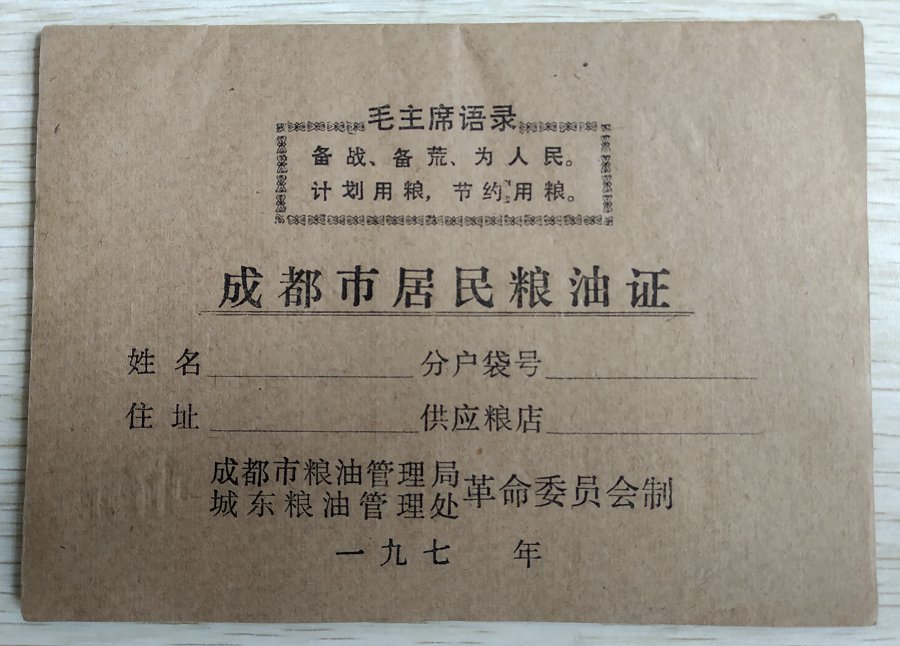 毛主席语录
备战、备荒、为人民。
计划用粮，节约用粮。
成都市居民粮油证
姓名 分户袋号
住址 供应粮店
成都市粮油管理局
城东粮油管理处
革命委员会制
一九七 年